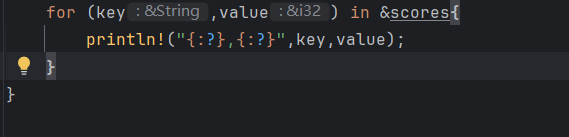 for (key: &String,value: &i32) in &scores{
println!("{:?},{:?}",key,value);
}
}